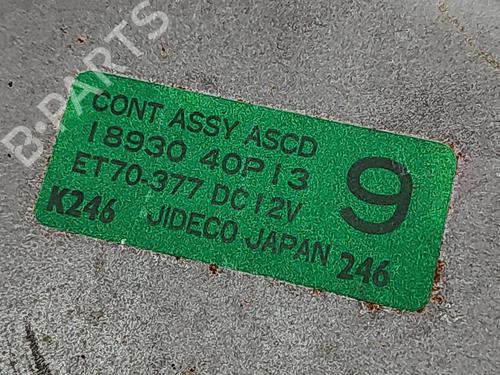 B-PARTS
CONT ASSY ASCD
18930 40P13
ET70-377 DC12V
9
K246 JIDECO JAPAN 246